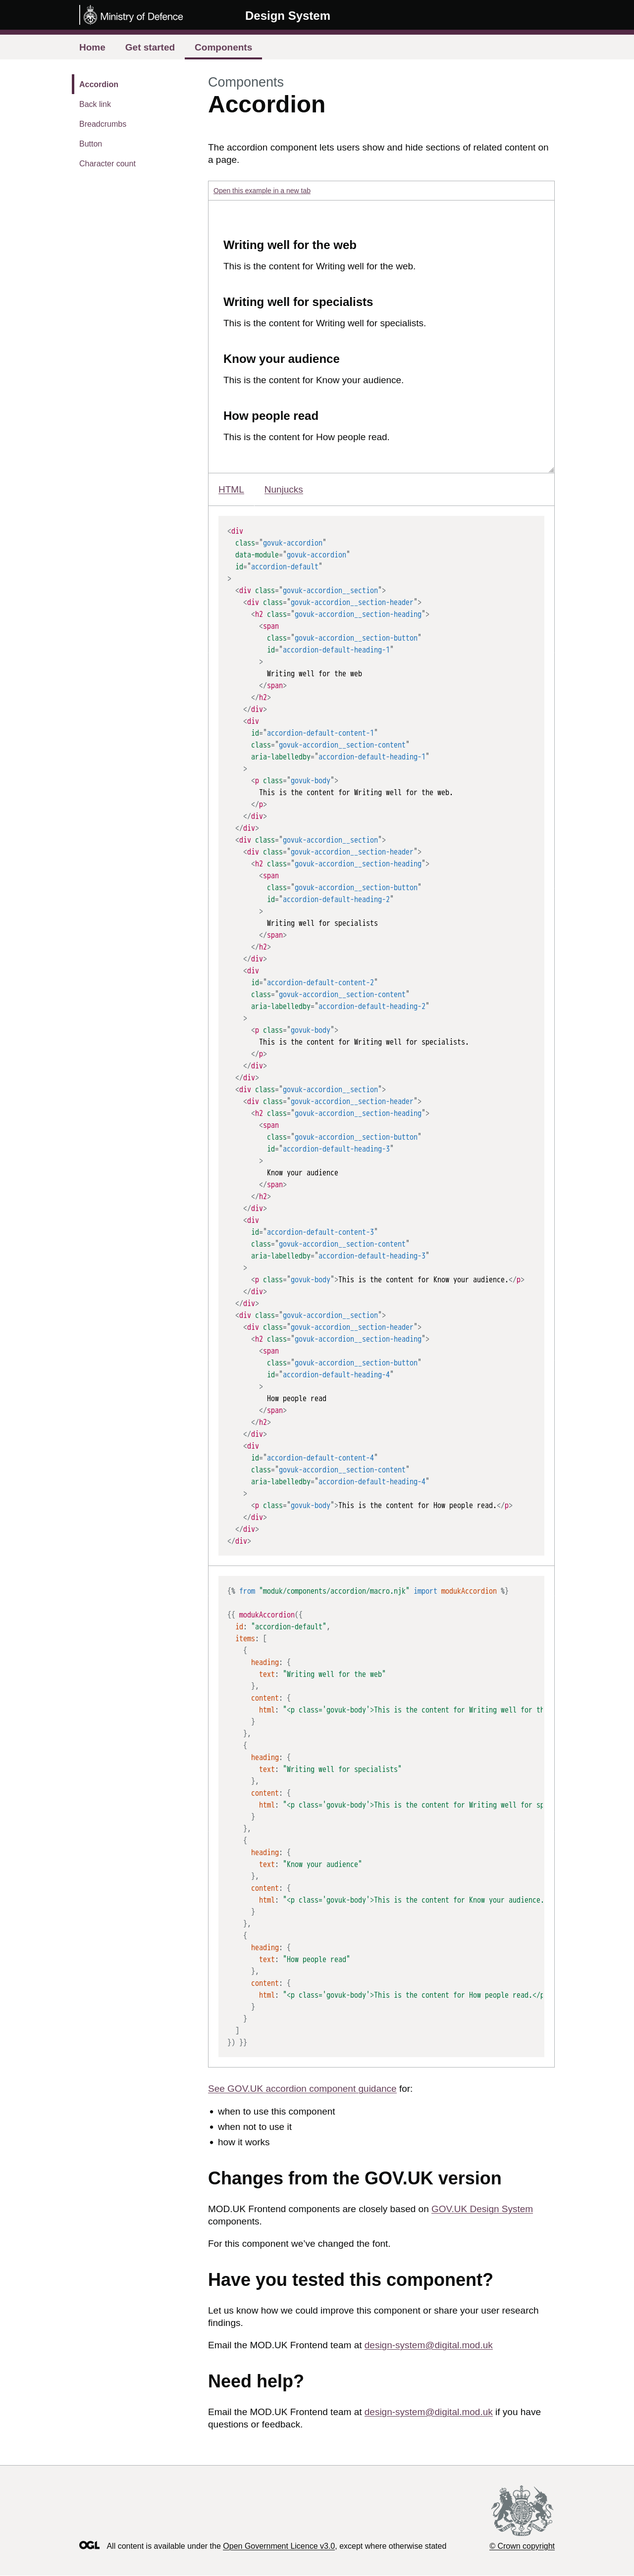 Ministry of Defence
Design System
Home
Get started
Components
Accordion
Back link
Breadcrumbs
Button
Character count
Components
Accordion
The accordion component lets users show and hide sections of related content on
a page.
Open this example in a new tab
Writing well for the web
This is the content for Writing well for the web.
Writing well for specialists
This is the content for Writing well for specialists.
Know your audience
This is the content for Know your audience.
How people read
This is the content for How people read.
HTML
Nunjucks
<div
  class="govuk-accordion"
  data-module="govuk-accordion"
  id="accordion-default"
>
  <div class="govuk-accordion__section">
    <div class="govuk-accordion__section-header">
      <h2 class="govuk-accordion__section-heading">
        <span
          class="govuk-accordion__section-button"
          id="accordion-default-heading-1"
        >
          Writing well for the web
        </span>
      </h2>
    </div>
    <div
      id="accordion-default-content-1"
      class="govuk-accordion__section-content"
      aria-labelledby="accordion-default-heading-1"
    >
      <p class="govuk-body">
        This is the content for Writing well for the web.
      </p>
    </div>
  </div>
  <div class="govuk-accordion__section">
    <div class="govuk-accordion__section-header">
      <h2 class="govuk-accordion__section-heading">
        <span
          class="govuk-accordion__section-button"
          id="accordion-default-heading-2"
        >
          Writing well for specialists
        </span>
      </h2>
    </div>
    <div
      id="accordion-default-content-2"
      class="govuk-accordion__section-content"
      aria-labelledby="accordion-default-heading-2"
    >
      <p class="govuk-body">
        This is the content for Writing well for specialists.
      </p>
    </div>
  </div>
  <div class="govuk-accordion__section">
    <div class="govuk-accordion__section-header">
      <h2 class="govuk-accordion__section-heading">
        <span
          class="govuk-accordion__section-button"
          id="accordion-default-heading-3"
        >
          Know your audience
        </span>
      </h2>
    </div>
    <div
      id="accordion-default-content-3"
      class="govuk-accordion__section-content"
      aria-labelledby="accordion-default-heading-3"
    >
      <p class="govuk-body">This is the content for Know your audience.</p>
    </div>
  </div>
  <div class="govuk-accordion__section">
    <div class="govuk-accordion__section-header">
      <h2 class="govuk-accordion__section-heading">
        <span
          class="govuk-accordion__section-button"
          id="accordion-default-heading-4"
        >
          How people read
        </span>
      </h2>
    </div>
    <div
      id="accordion-default-content-4"
      class="govuk-accordion__section-content"
      aria-labelledby="accordion-default-heading-4"
    >
      <p class="govuk-body">This is the content for How people read.</p>
    </div>
  </div>
</div>
{% from "moduk/components/accordion/macro.njk" import modukAccordion %}
{{ modukAccordion({
  id: "accordion-default",
  items: [
    {
      heading: {
        text: "Writing well for the web"
      },
      content: {
        html: "<p class='govuk-body'>This is the content for Writing well for th
      }
    },
    {
      heading: {
        text: "Writing well for specialists"
      },
      content: {
        html: "<p class='govuk-body'>This is the content for Writing well for sp
      }
    },
    {
      heading: {
        text: "Know your audience"
      },
      content: {
        html: "<p class='govuk-body'>This is the content for Know your audience.
      }
    },
    {
      heading: {
        text: "How people read"
      },
      content: {
        html: "<p class='govuk-body'>This is the content for How people read.</p
      }
    }
  ]
}) }}
See GOV.UK accordion component guidance for:
• when to use this component
• when not to use it
• how it works
Changes from the GOV.UK version
MOD.UK Frontend components are closely based on GOV.UK Design System
components.
For this component we’ve changed the font.
Have you tested this component?
Let us know how we could improve this component or share your user research
findings.
Email the MOD.UK Frontend team at design-system@digital.mod.uk
Need help?
Email the MOD.UK Frontend team at design-system@digital.mod.uk if you have
questions or feedback.
OGL All content is available under the Open Government Licence v3.0, except where otherwise stated
© Crown copyright